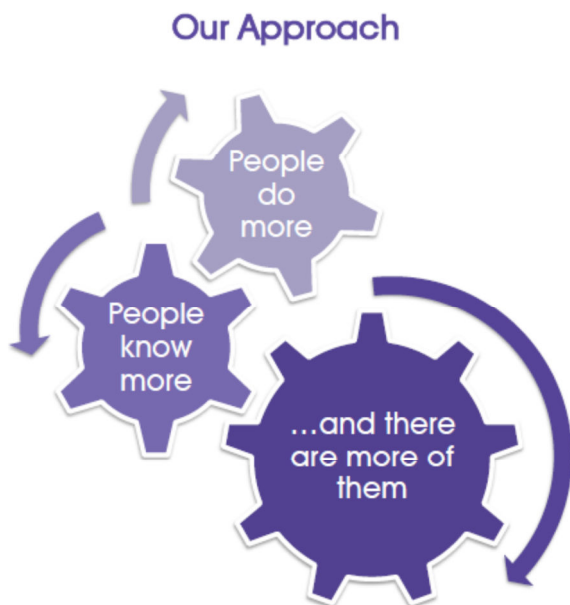 Our Approach
People
do
more
People
know
more
...and there
are more of
them